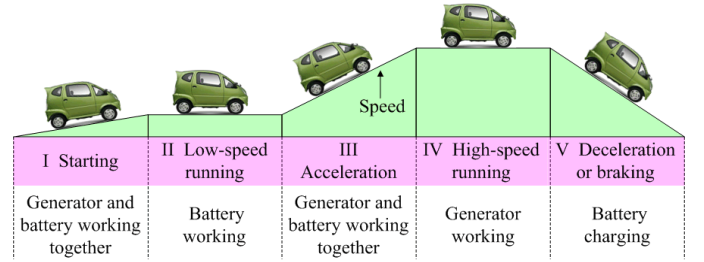 Speed
I Starting
II Low-speed
running
III
Acceleration
IV High-speed
running
V Deceleration
or braking
Generator and
battery working
together
Battery
working
Generator and
battery working
together
Generator
working
Battery
charging